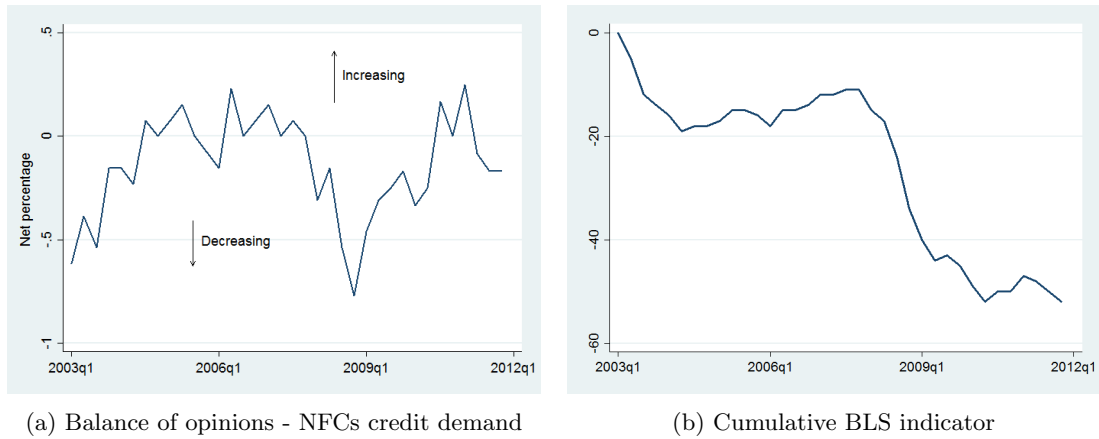 .5
0
-.5
-1
Net percentage
Increasing
Decreasing
2003q1 2006q1 2009q1 2012q1
(a) Balance of opinions - NFCs credit demand
0
-20
-40
-60
2003q1 2006q1 2009q1 2012q1
(b) Cumulative BLS indicator